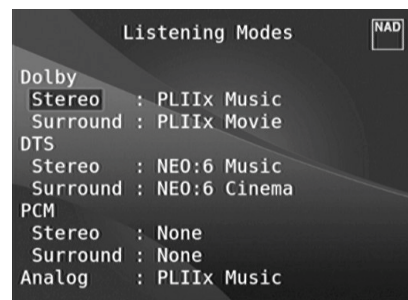 Listening Modes
NAD
Dolby
Stereo : PLIIx Music
Surround : PLIIx Movie
DTS
Stereo : NEO:6 Music
Surround : NEO:6 Cinema
PCM
Stereo : None
Surround : None
Analog : PLIIx Music